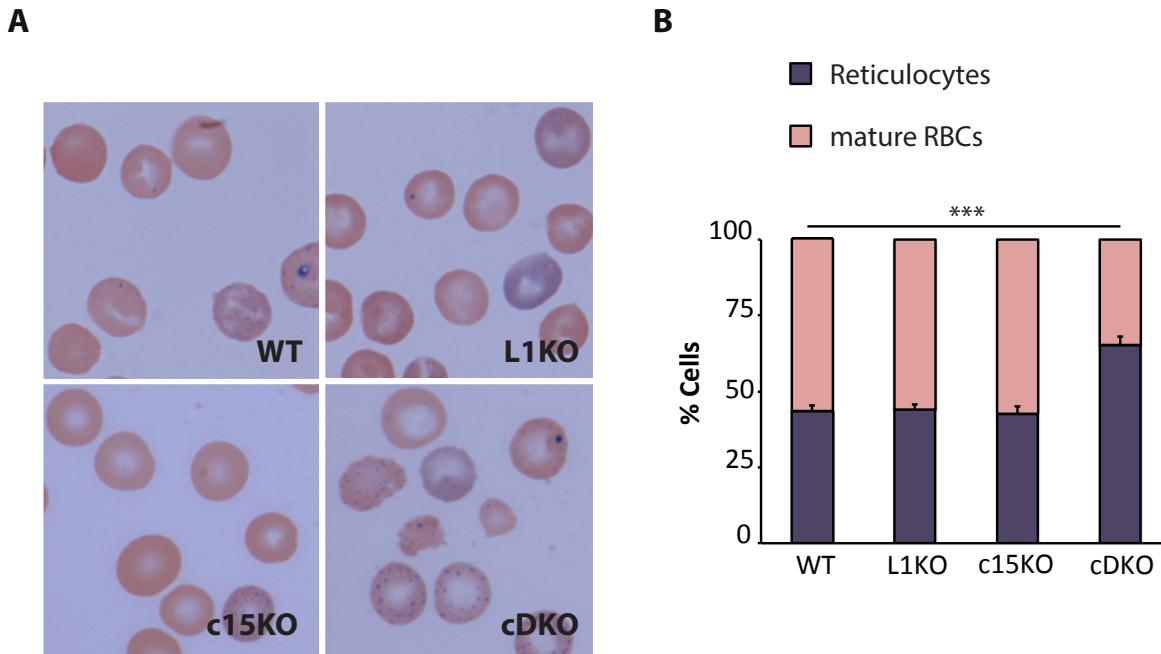 A
WT
L1KO
c15KO
cDKO
B
Reticulocytes
mature RBCs
***
% Cells
100
75
50
25
0
WT
L1KO
c15KO
cDKO